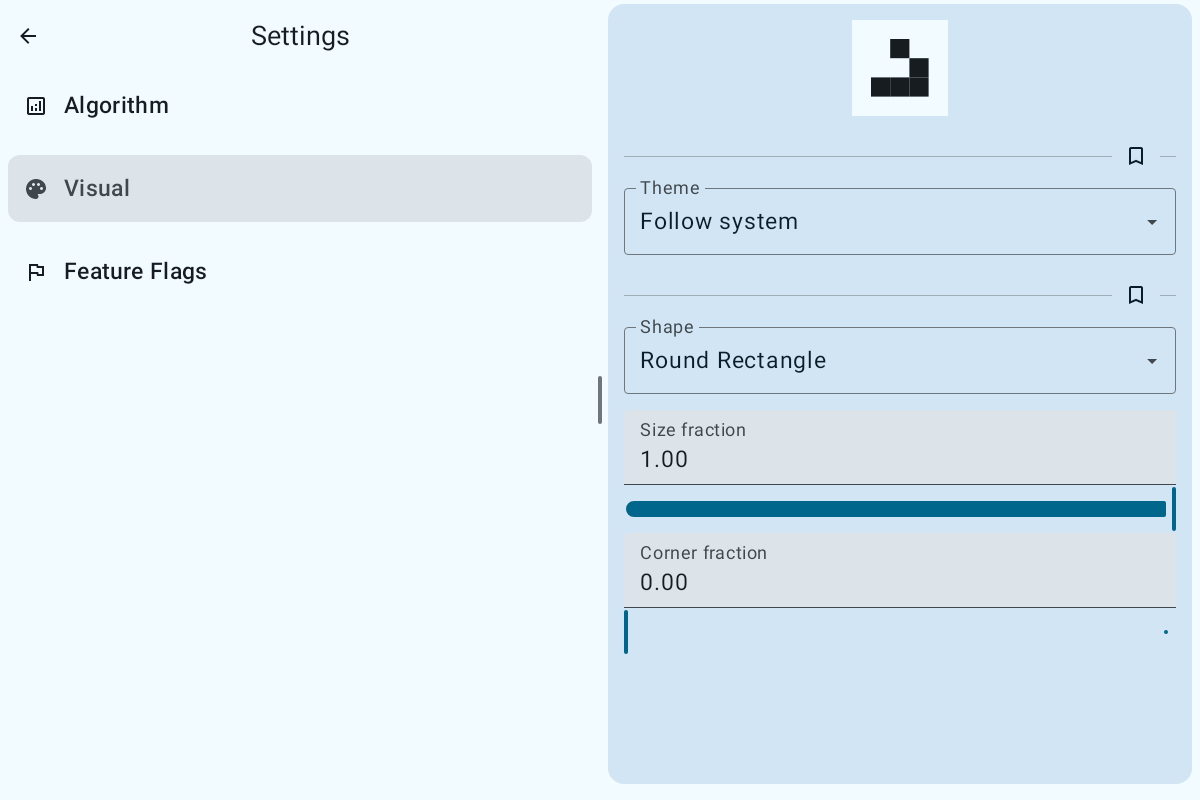 Settings
Algorithm
Visual
Feature Flags
Theme
Follow system
Shape
Round Rectangle
Size fraction
1.00
Corner fraction
0.00